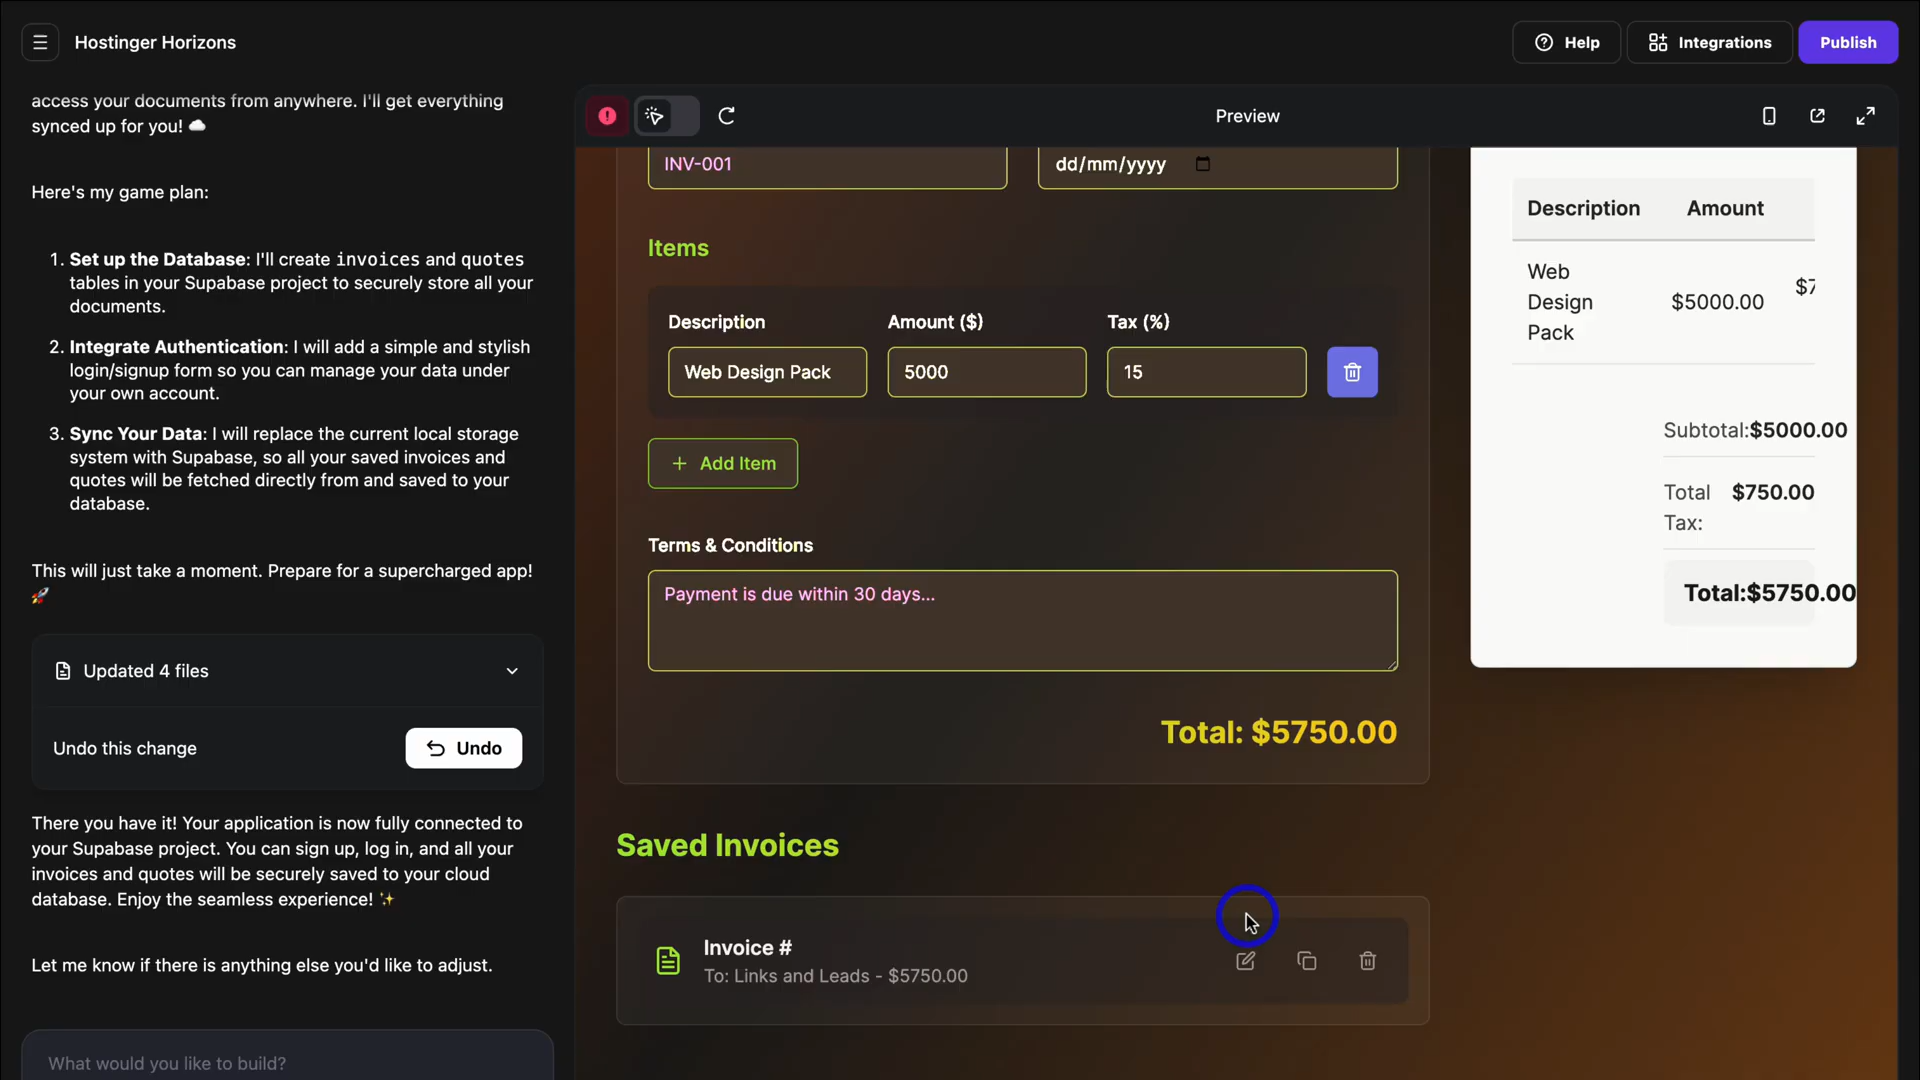 Hostinger Horizons
Help
Integrations
Publish
access your documents from anywhere. I'll get everything
synced up for you! ☁️
Here's my game plan:
1. Set up the Database: I'll create invoices and quotes
tables in your Supabase project to securely store all your
documents.
2. Integrate Authentication: I will add a simple and stylish
login/signup form so you can manage your data under
your own account.
3. Sync Your Data: I will replace the current local storage
system with Supabase, so all your saved invoices and
quotes will be fetched directly from and saved to your
database.
This will just take a moment. Prepare for a supercharged app!
🚀
Updated 4 files
Undo this change
Undo
There you have it! Your application is now fully connected to
your Supabase project. You can sign up, log in, and all your
invoices and quotes will be securely saved to your cloud
database. Enjoy the seamless experience! ✨
Let me know if there is anything else you'd like to adjust.
What would you like to build?
Preview
INV-001
dd/mm/yyyy
Items
Description
Amount ($)
Tax (%)
Web Design Pack
5000
15
+ Add Item
Terms & Conditions
Payment is due within 30 days...
Total: $5750.00
Saved Invoices
Invoice #
To: Links and Leads - $5750.00
Description Amount
Web
Design
Pack
$5000.00
$7
Subtotal:$5000.00
Total
Tax:
$750.00
Total:$5750.00